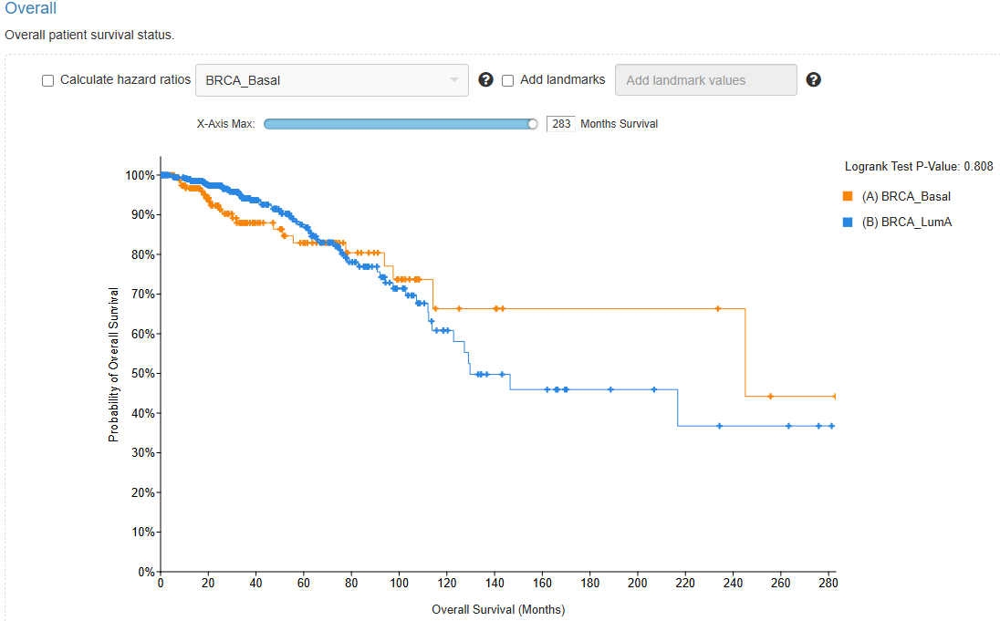 Overall
Overall patient survival status.
Calculate hazard ratios BRCA_Basal ? Add landmarks Add landmark values ?
X-Axis Max: 283 Months Survival
Logrank Test P-Value: 0.808
(A) BRCA_Basal
(B) BRCA_LumA
Probability of Overall Survival
100%
90%
80%
70%
60%
50%
40%
30%
20%
10%
0%
0 20 40 60 80 100 120 140 160 180 200 220 240 260 280
Overall Survival (Months)